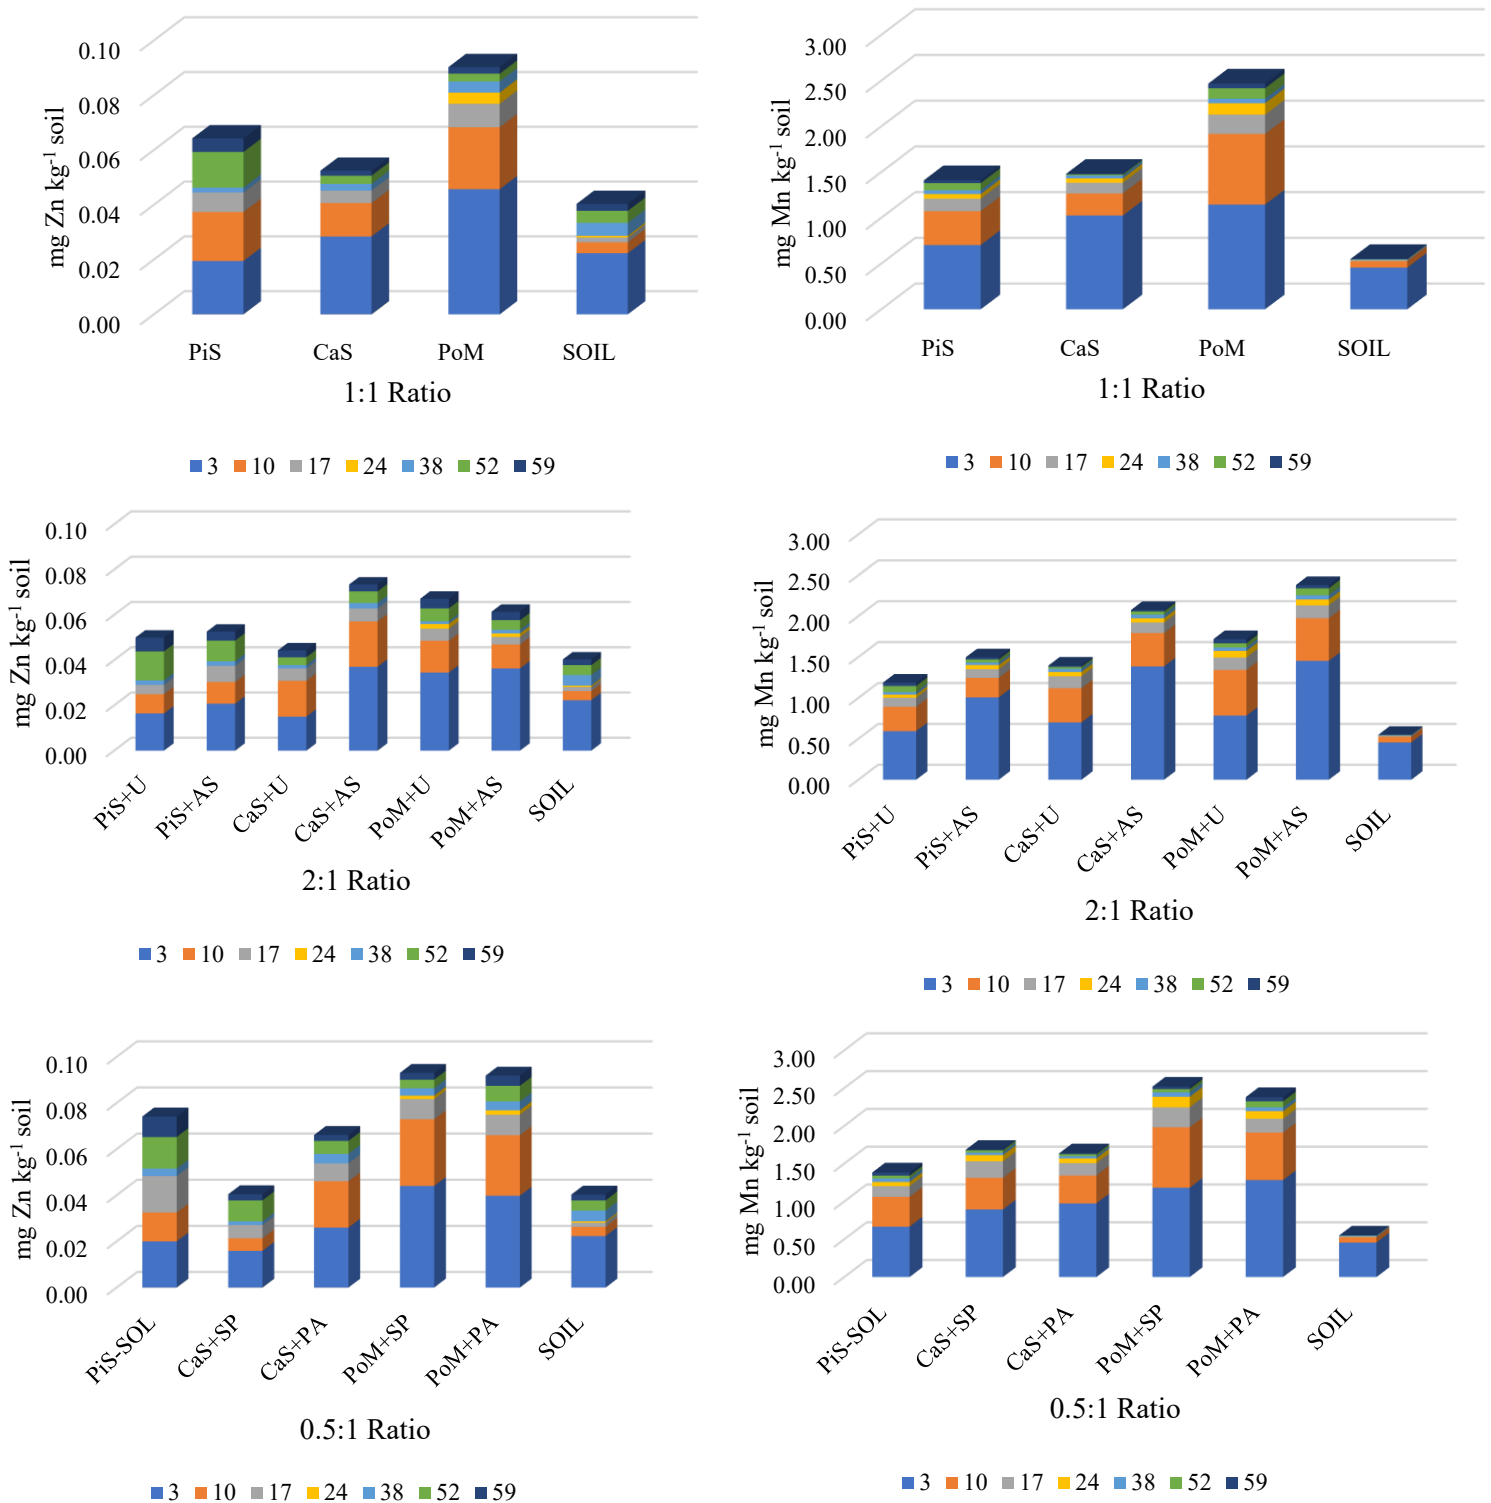 mg Zn kg⁻¹ soil
0.10
0.08
0.06
0.04
0.02
0.00
PiS CaS PoM SOIL
1:1 Ratio
3 10 17 24 38 52 59
mg Mn kg⁻¹ soil
3.00
2.50
2.00
1.50
1.00
0.50
0.00
PiS CaS PoM SOIL
1:1 Ratio
3 10 17 24 38 52 59
mg Zn kg⁻¹ soil
0.10
0.08
0.06
0.04
0.02
0.00
PiS+U PiS+AS CaS+U CaS+AS PoM+U PoM+AS SOIL
2:1 Ratio
3 10 17 24 38 52 59
mg Mn kg⁻¹ soil
3.00
2.50
2.00
1.50
1.00
0.50
0.00
PiS+U PiS+AS CaS+U CaS+AS PoM+U PoM+AS SOIL
2:1 Ratio
3 10 17 24 38 52 59
mg Zn kg⁻¹ soil
0.10
0.08
0.06
0.04
0.02
0.00
PiS-SOL CaS+SP CaS+PA PoM+SP PoM+PA SOIL
0.5:1 Ratio
3 10 17 24 38 52 59
mg Mn kg⁻¹ soil
3.00
2.50
2.00
1.50
1.00
0.50
0.00
PiS-SOL CaS+SP CaS+PA PoM+SP PoM+PA SOIL
0.5:1 Ratio
3 10 17 24 38 52 59